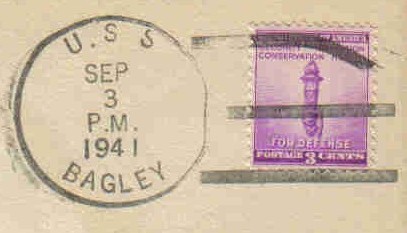 U.S S
SEP
3
P.M.
1941
BAGLEY
CONSERVATION
FOR DEFENSE
POSTAGE 3 CENTS